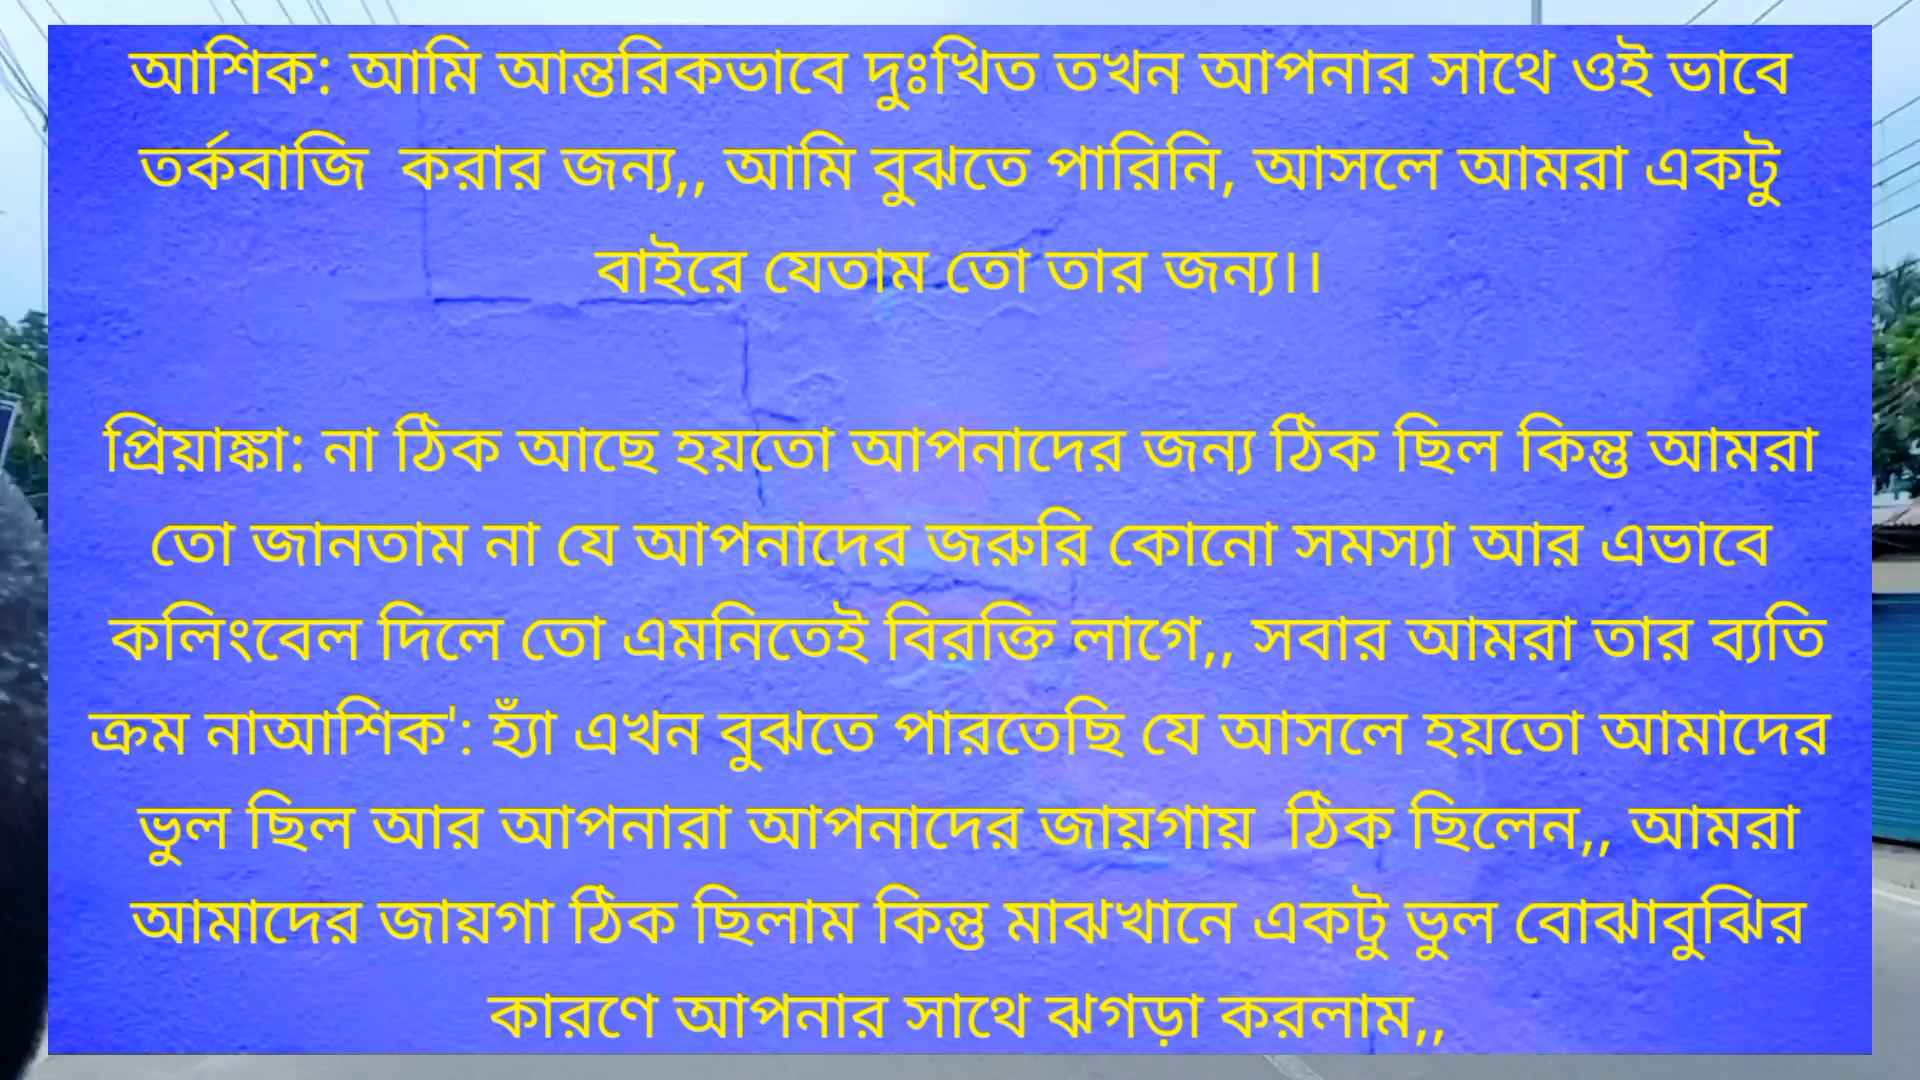 আশিক: আমি আন্তরিকভাবে দুঃখিত তখন আপনার সাথে ওই ভাবে
তর্কবাজি  করার জন্য,, আমি বুঝতে পারিনি, আসলে আমরা একটু
বাইরে যেতাম তো তার জন্য।।
প্রিয়াঙ্কা: না ঠিক আছে হয়তো আপনাদের জন্য ঠিক ছিল কিন্তু আমরা
তো জানতাম না যে আপনাদের জরুরি কোনো সমস্যা আর এভাবে
কলিংবেল দিলে তো এমনিতেই বিরক্তি লাগে,, সবার আমরা তার ব্যতি
ক্রম নাআশিক': হ্যাঁ এখন বুঝতে পারতেছি যে আসলে হয়তো আমাদের
ভুল ছিল আর আপনারা আপনাদের জায়গায়  ঠিক ছিলেন,, আমরা
আমাদের জায়গা ঠিক ছিলাম কিন্তু মাঝখানে একটু ভুল বোঝাবুঝির
কারণে আপনার সাথে ঝগড়া করলাম,,